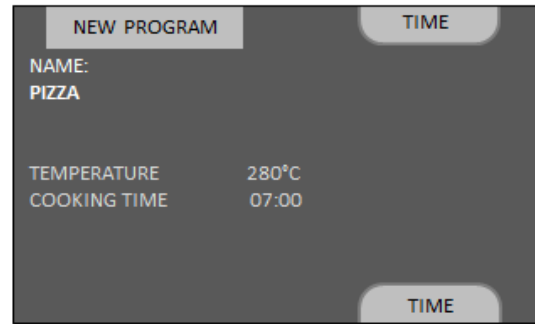 NEW PROGRAM
TIME
NAME:
PIZZA
TEMPERATURE 280°C
COOKING TIME 07:00
TIME